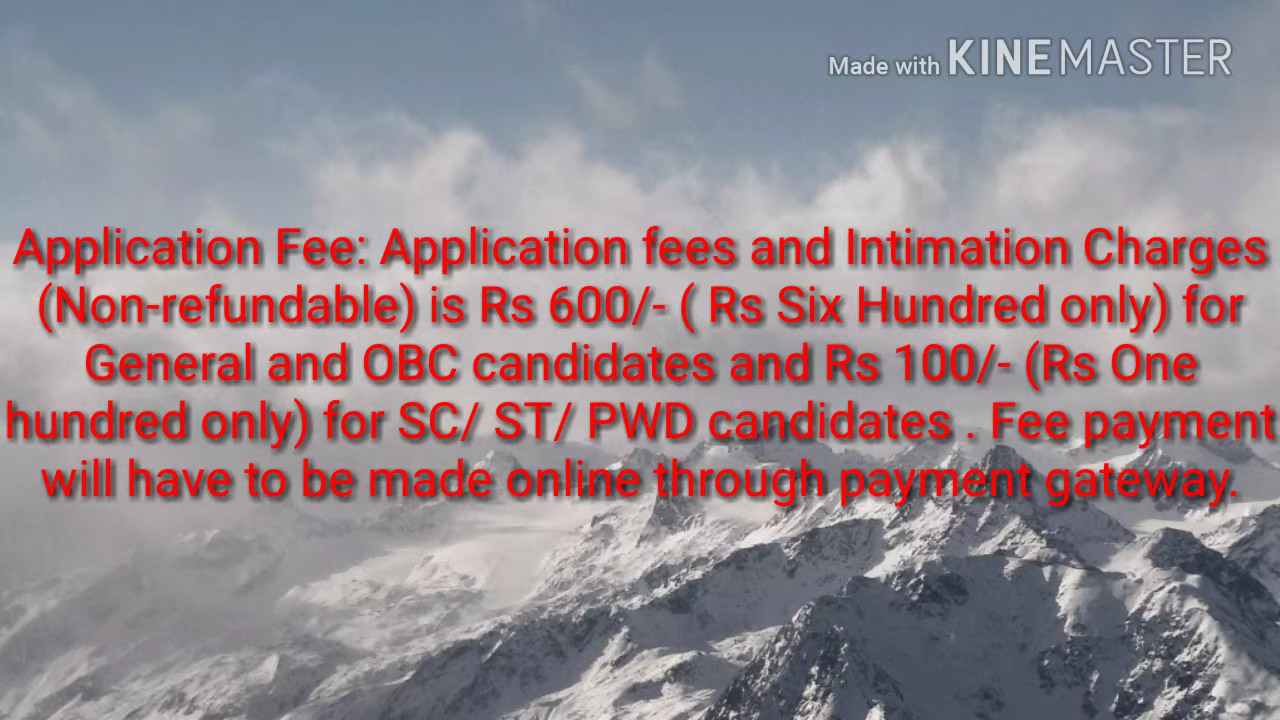 Made with KINEMASTER
Application Fee: Application fees and Intimation Charges
(Non-refundable) is Rs 600/- ( Rs Six Hundred only) for
General and OBC candidates and Rs 100/- (Rs One
hundred only) for SC/ ST/ PWD candidates . Fee payment
will have to be made online through payment gateway.